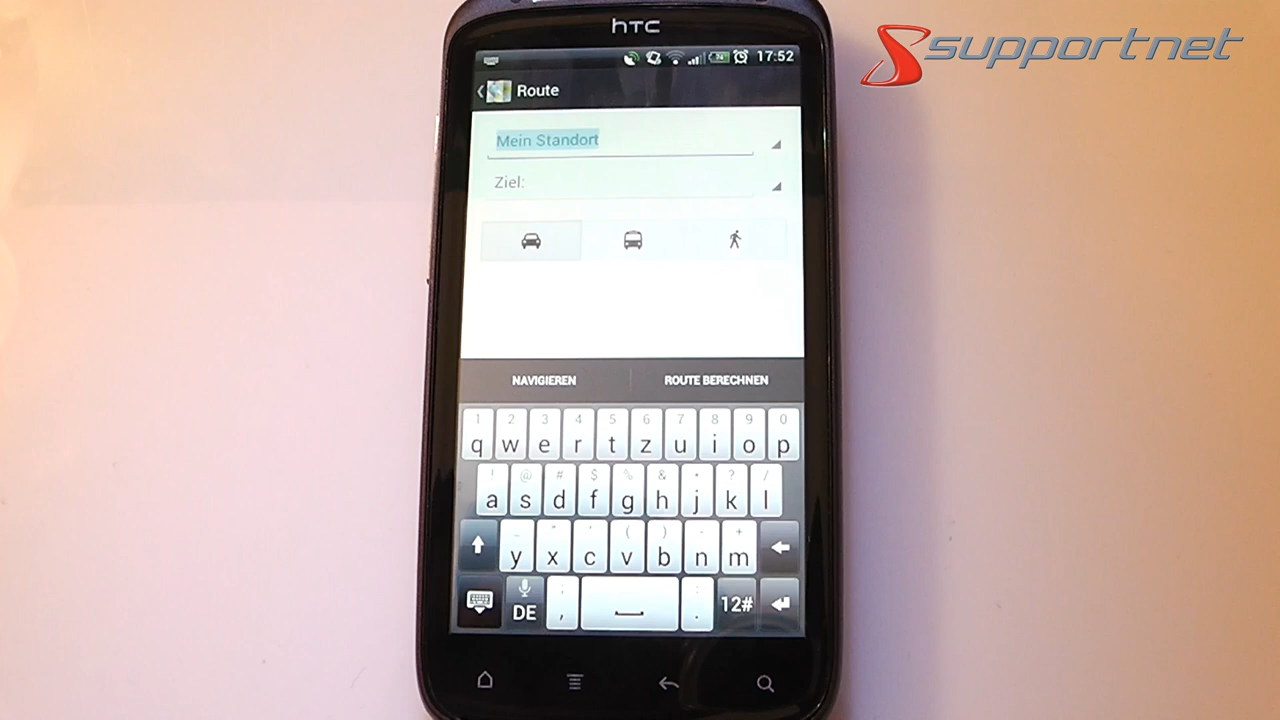 hTC
supportnet
17:52
Route
Mein Standort
Ziel:
NAVIGIEREN
ROUTE BERECHNEN
1 2 3 4 5 6 7 8 9 0
q w e r t z u i o p
! @ # $ % & * ? /
a s d f g h j k l
_ " ' ( ) - +
y x c v b n m
DE , . 12#